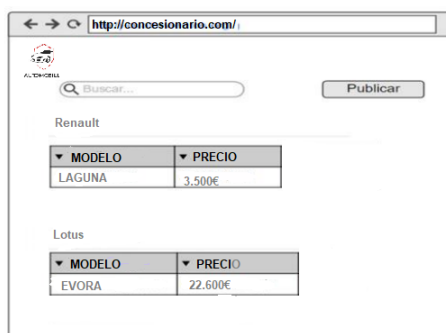 http://concesionario.com/
AUTOMOBILE
Buscar...
Publicar
Renault
MODELO PRECIO
LAGUNA 3.500€
Lotus
MODELO PRECIO
EVORA 22.600€